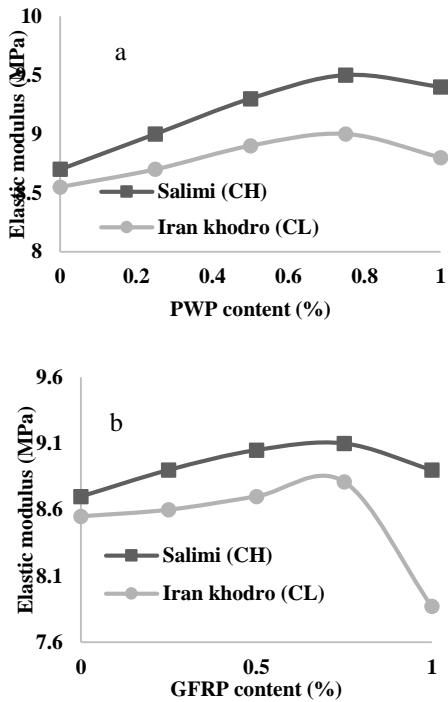 10
a
9.5
9
8.5
8
Elastic modulus (MPa)
Salimi (CH)
Iran khodro (CL)
0 0.2 0.4 0.6 0.8 1
PWP content (%)
9.6
b
9.1
8.6
8.1
7.6
Elastic modulus (MPa)
Salimi (CH)
Iran khodro (CL)
0 0.5 1
GFRP content (%)